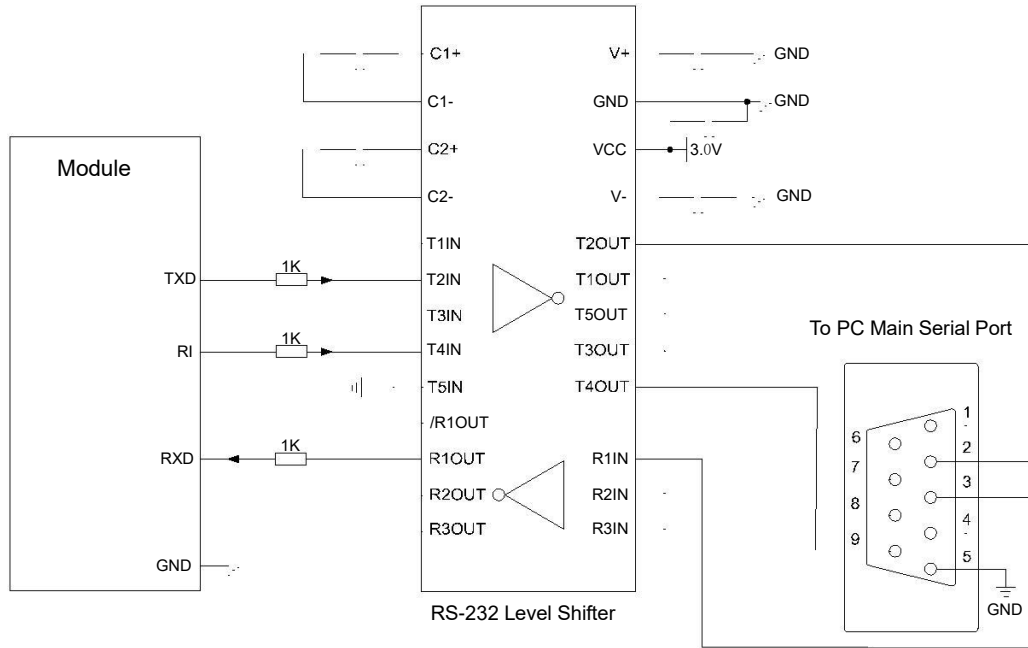 Module
TXD
RI
RXD
GND
1K
1K
1K
C1+
C1-
C2+
C2-
T1IN
T2IN
T3IN
T4IN
T5IN
/R1OUT
R1OUT
R2OUT
R3OUT
V+
GND
VCC
V-
T2OUT
T1OUT
T5OUT
T3OUT
T4OUT
R1IN
R2IN
R3IN
GND
GND
3.0V
GND
RS-232 Level Shifter
To PC Main Serial Port
1
6
2
7
3
8
4
9
5
GND